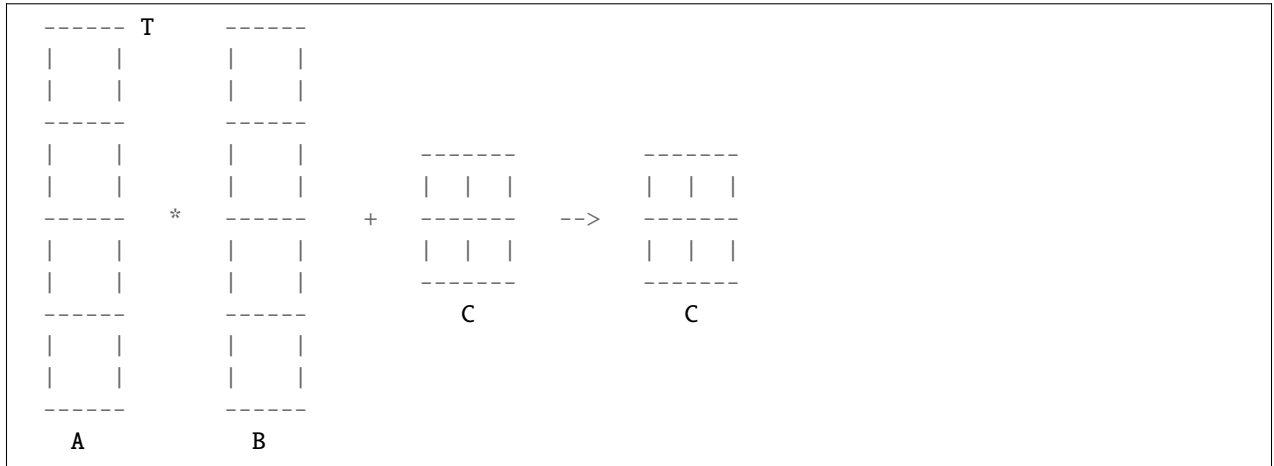 ------ T    ------
|    |      |    |
|    |      |    |
------      ------
|    |      |    |       -------       -------
|    |      |    |       |  |  |       |  |  |
------   *  ------    +  -------  -->  -------
|    |      |    |       |  |  |       |  |  |
|    |      |    |       -------       -------
------      ------          C             C
|    |      |    |
|    |      |    |
------      ------
  A           B